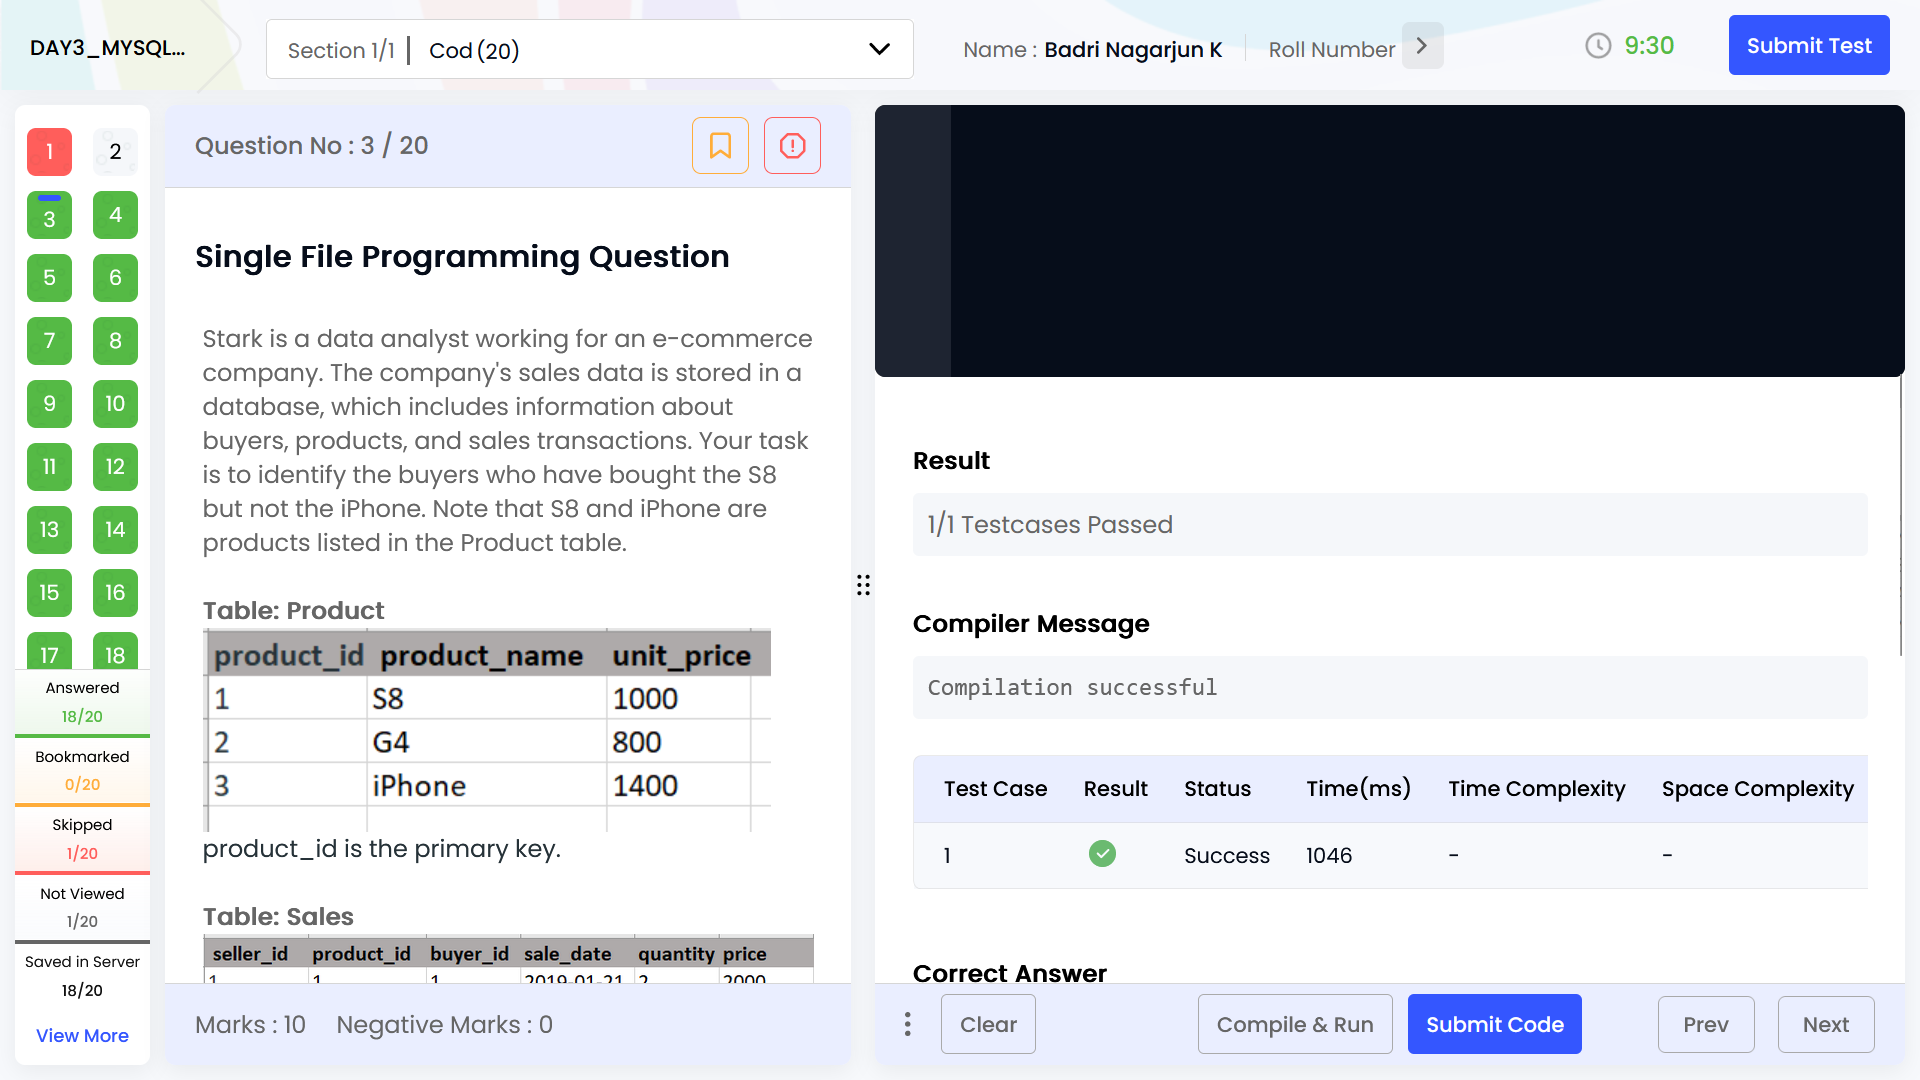 DAY3_MYSQL...
Section 1/1 | Cod (20)
Name : Badri Nagarjun K
Roll Number
9:30
Submit Test
1 2
3 4
5 6
7 8
9 10
11 12
13 14
15 16
17 18
Answered
18/20
Bookmarked
0/20
Skipped
1/20
Not Viewed
1/20
Saved in Server
18/20
View More
Question No : 3 / 20
Single File Programming Question
Stark is a data analyst working for an e-commerce
company. The company's sales data is stored in a
database, which includes information about
buyers, products, and sales transactions. Your task
is to identify the buyers who have bought the S8
but not the iPhone. Note that S8 and iPhone are
products listed in the Product table.
Table: Product
product_id product_name unit_price
1 S8 1000
2 G4 800
3 iPhone 1400
product_id is the primary key.
Table: Sales
seller_id product_id buyer_id sale_date quantity price
1 1 1 2019-01-21 2 2000
Marks : 10 Negative Marks : 0
Result
1/1 Testcases Passed
Compiler Message
Compilation successful
Test Case Result Status Time(ms) Time Complexity Space Complexity
1 Success 1046 - -
Correct Answer
Clear
Compile & Run
Submit Code
Prev
Next